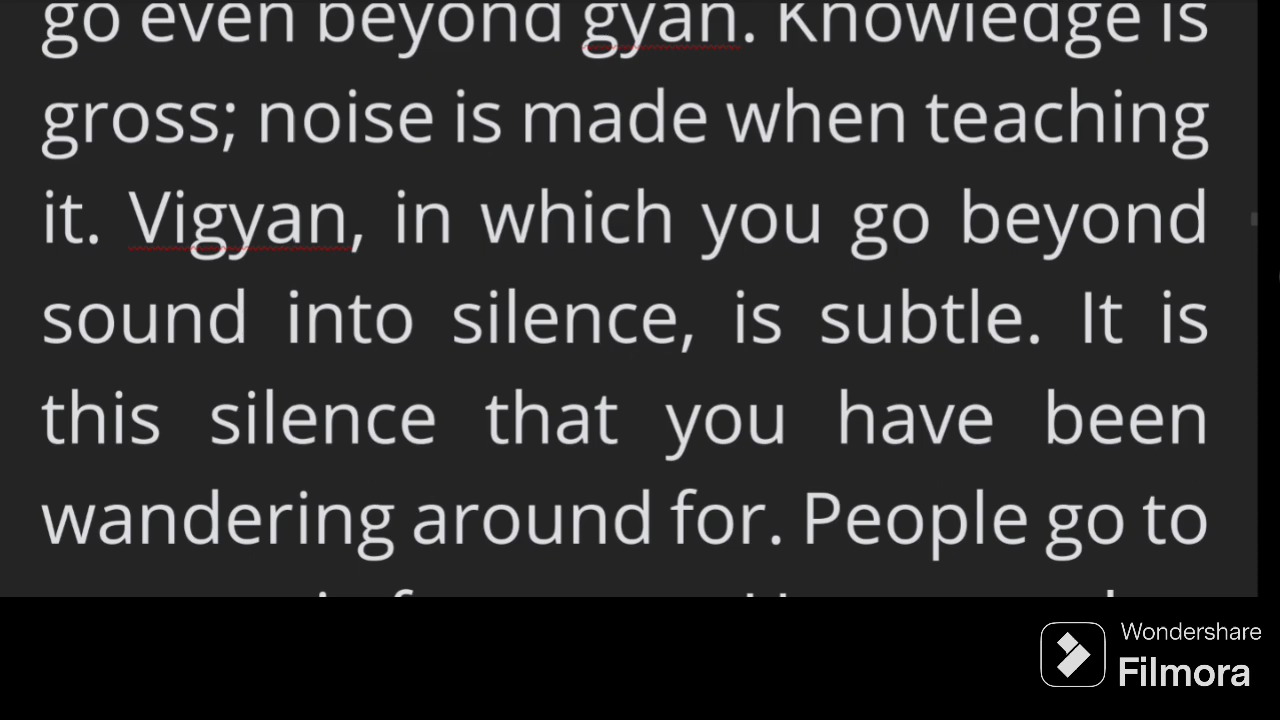 go even beyond gyan. Knowledge is
gross; noise is made when teaching
it. Vigyan, in which you go beyond
sound into silence, is subtle. It is
this silence that you have been
wandering around for. People go to
Wondershare
Filmora